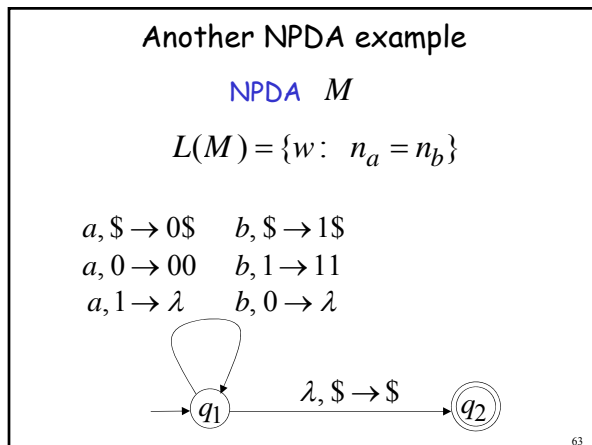 Another NPDA example
NPDA M
L(M) = {w: n_a = n_b}
a, $ → 0$ b, $ → 1$
a, 0 → 00 b, 1 → 11
a, 1 → λ b, 0 → λ
λ, $ → $
q₁ q₂
63